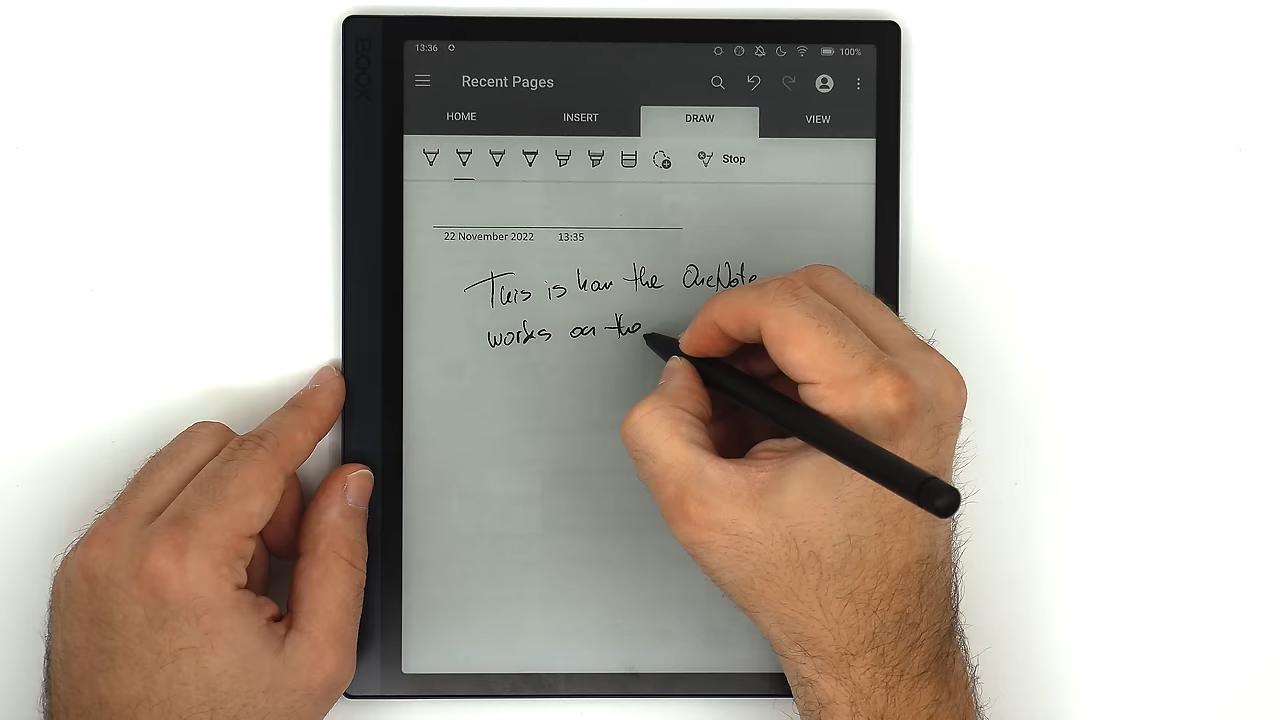 BOOX
13:36 100%
Recent Pages
HOME INSERT DRAW VIEW
Stop
22 November 2022 13:35
This is how the OneNote
works on the